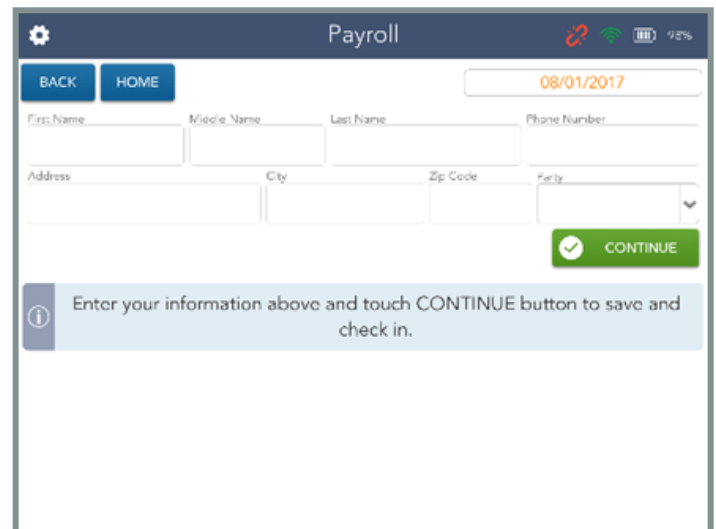 Payroll 98%
BACK HOME 08/01/2017
First Name Middle Name Last Name Phone Number
Address City Zip Code Party
CONTINUE
Enter your information above and touch CONTINUE button to save and
check in.